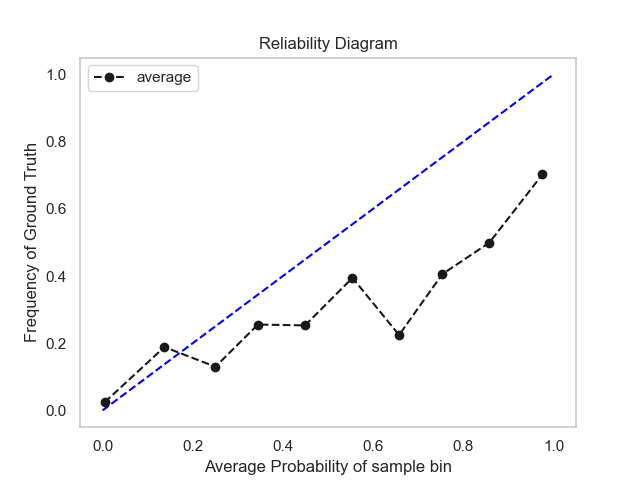 Reliability Diagram
average
1.0
0.8
0.6
0.4
0.2
0.0
Frequency of Ground Truth
0.0 0.2 0.4 0.6 0.8 1.0
Average Probability of sample bin